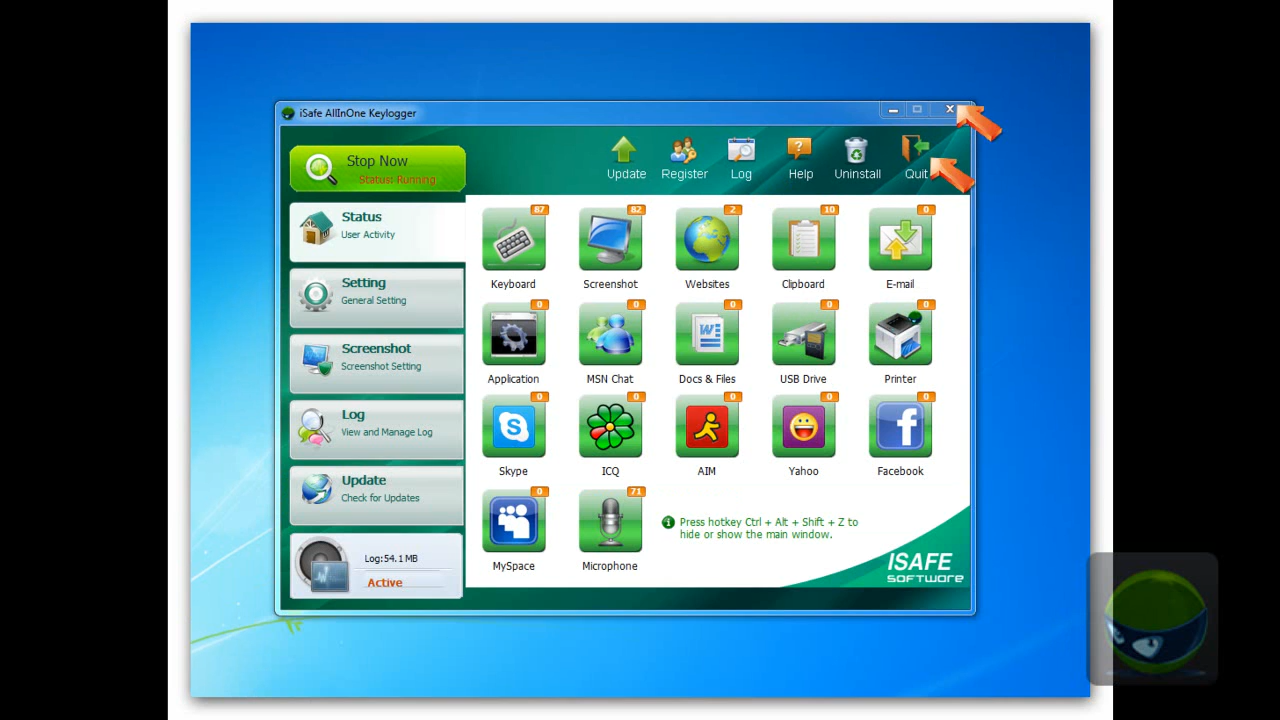 iSafe AllInOne Keylogger
Stop Now
Status: Running
Update
Register
Log
Help
Uninstall
Quit
Status
User Activity
Setting
General Setting
Screenshot
Screenshot Setting
Log
View and Manage Log
Update
Check for Updates
Log:54.1 MB
Active
87
82
2
10
0
Keyboard
Screenshot
Websites
Clipboard
E-mail
0
0
0
0
0
Application
MSN Chat
Docs & Files
USB Drive
Printer
0
0
0
0
0
Skype
ICQ
AIM
Yahoo
Facebook
0
71
MySpace
Microphone
Press hotkey Ctrl + Alt + Shift + Z to
hide or show the main window.
ISAFE
SOFTWARE